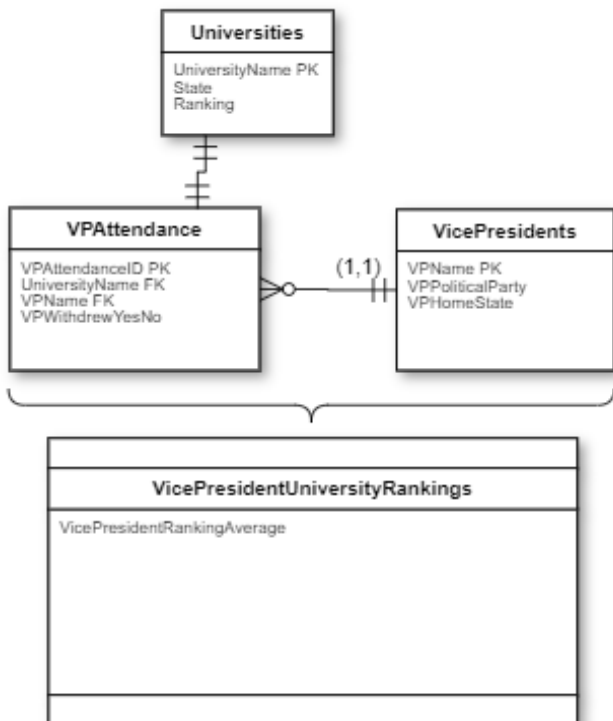 Universities
UniversityName PK
State
Ranking
VPAttendance
VPAttendanceID PK
UniversityName FK
VPName FK
VPWithdrewYesNo
(1,1)
VicePresidents
VPName PK
VPPoliticalParty
VPHomeState
VicePresidentUniversityRankings
VicePresidentRankingAverage